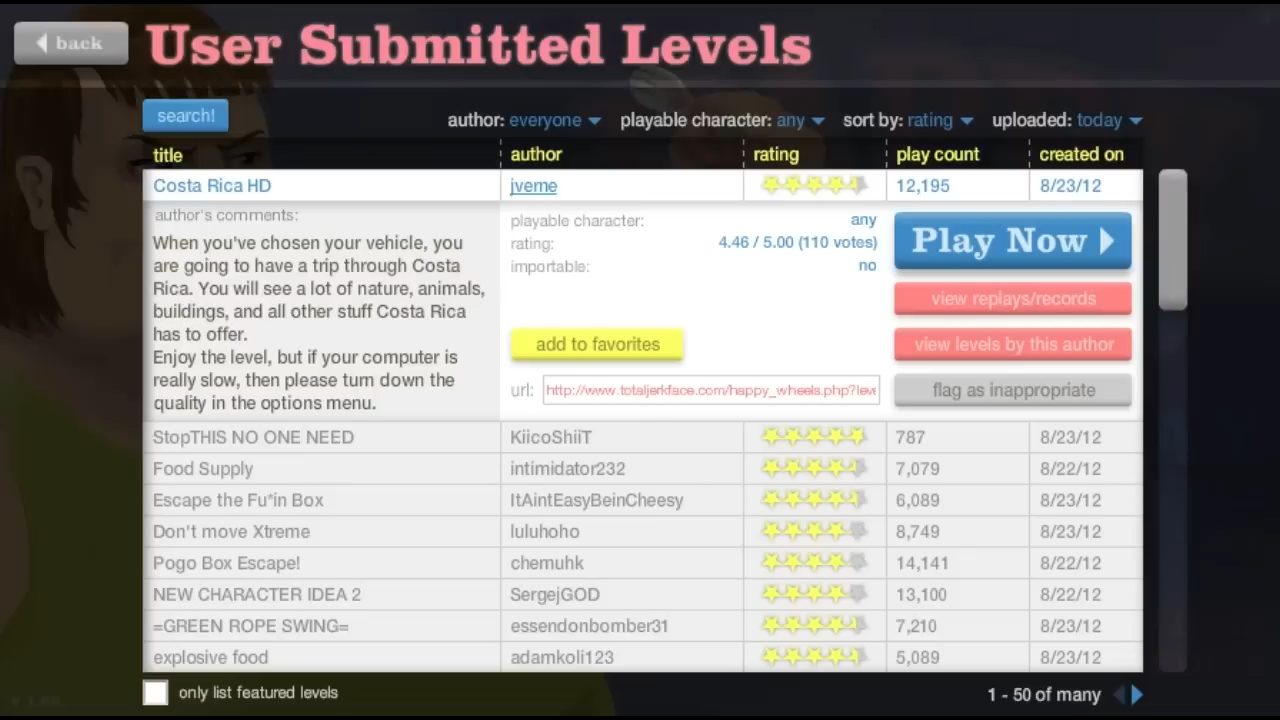 back
User Submitted Levels
search!
author: everyone playable character: any sort by: rating uploaded: today
title author rating play count created on
Costa Rica HD jveme 12,195 8/23/12
author's comments:
When you've chosen your vehicle, you
are going to have a trip through Costa
Rica. You will see a lot of nature, animals,
buildings, and all other stuff Costa Rica
has to offer.
Enjoy the level, but if your computer is
really slow, then please turn down the
quality in the options menu.
playable character: any
rating: 4.46 / 5.00 (110 votes)
importable: no
add to favorites
url: http://www.totaljerkface.com/happy_wheels.php?leve
Play Now
view replays/records
view levels by this author
flag as inappropriate
StopTHIS NO ONE NEED KiicoShiiT 787 8/23/12
Food Supply intimidator232 7,079 8/22/12
Escape the Fu*in Box ItAintEasyBeinCheesy 6,089 8/23/12
Don't move Xtreme luluhoho 8,749 8/23/12
Pogo Box Escape! chemuhk 14,141 8/22/12
NEW CHARACTER IDEA 2 SergejGOD 13,100 8/22/12
=GREEN ROPE SWING= essendonbomber31 7,210 8/23/12
explosive food adamkoli123 5,089 8/23/12
only list featured levels
1 - 50 of many